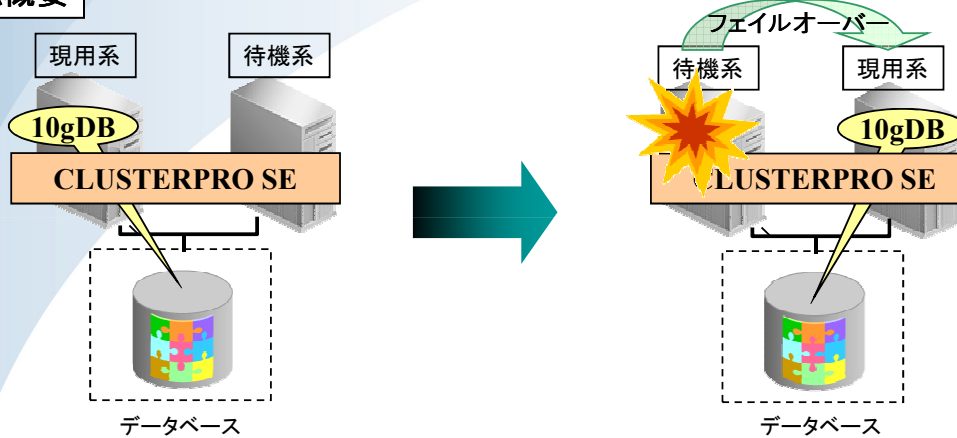 概要
現用系
待機系
10gDB
CLUSTERPRO SE
データベース
フェイルオーバー
待機系
現用系
10gDB
CLUSTERPRO SE
データベース